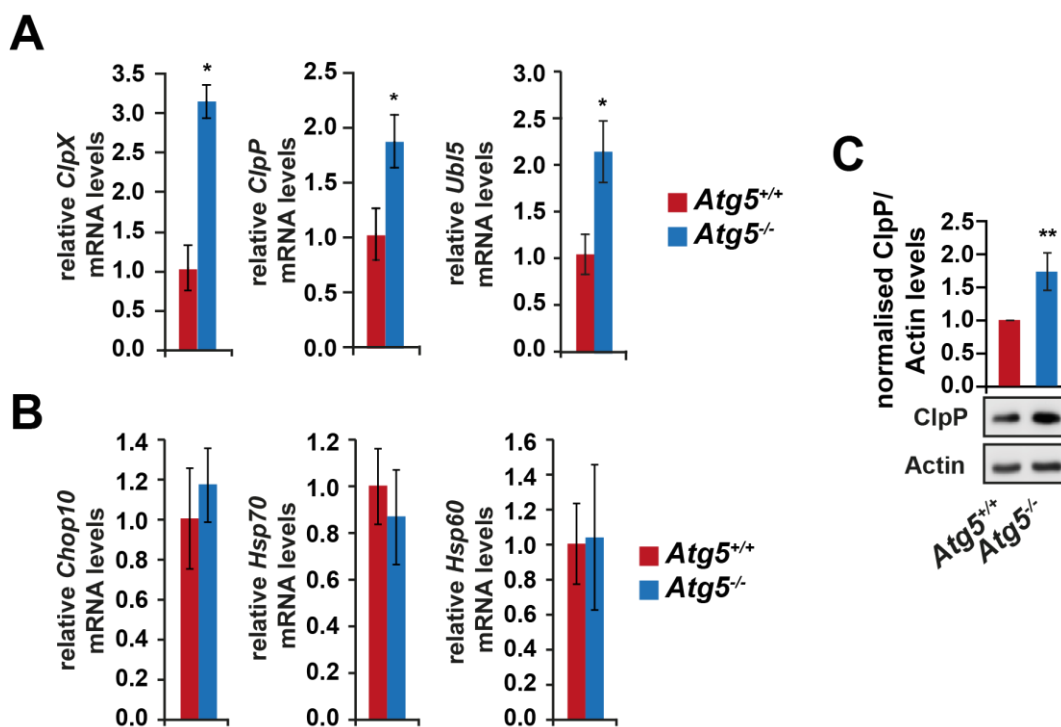 A
relative ClpX
mRNA levels
3.5
3.0
2.5
2.0
1.5
1.0
0.5
0.0
*
relative ClpP
mRNA levels
2.5
2.0
1.5
1.0
0.5
0.0
*
relative Ubl5
mRNA levels
3.0
2.5
2.0
1.5
1.0
0.5
0.0
*
Atg5+/+
Atg5-/-
B
relative Chop10
mRNA levels
1.4
1.2
1.0
0.8
0.6
0.4
0.2
0.0
relative Hsp70
mRNA levels
1.2
1.0
0.8
0.6
0.4
0.2
0.0
relative Hsp60
mRNA levels
1.6
1.4
1.2
1.0
0.8
0.6
0.4
0.2
0.0
Atg5+/+
Atg5-/-
C
normalised ClpP/
Actin levels
2.5
2.0
1.5
1.0
0.5
0.0
**
ClpP
Actin
Atg5+/+
Atg5-/-